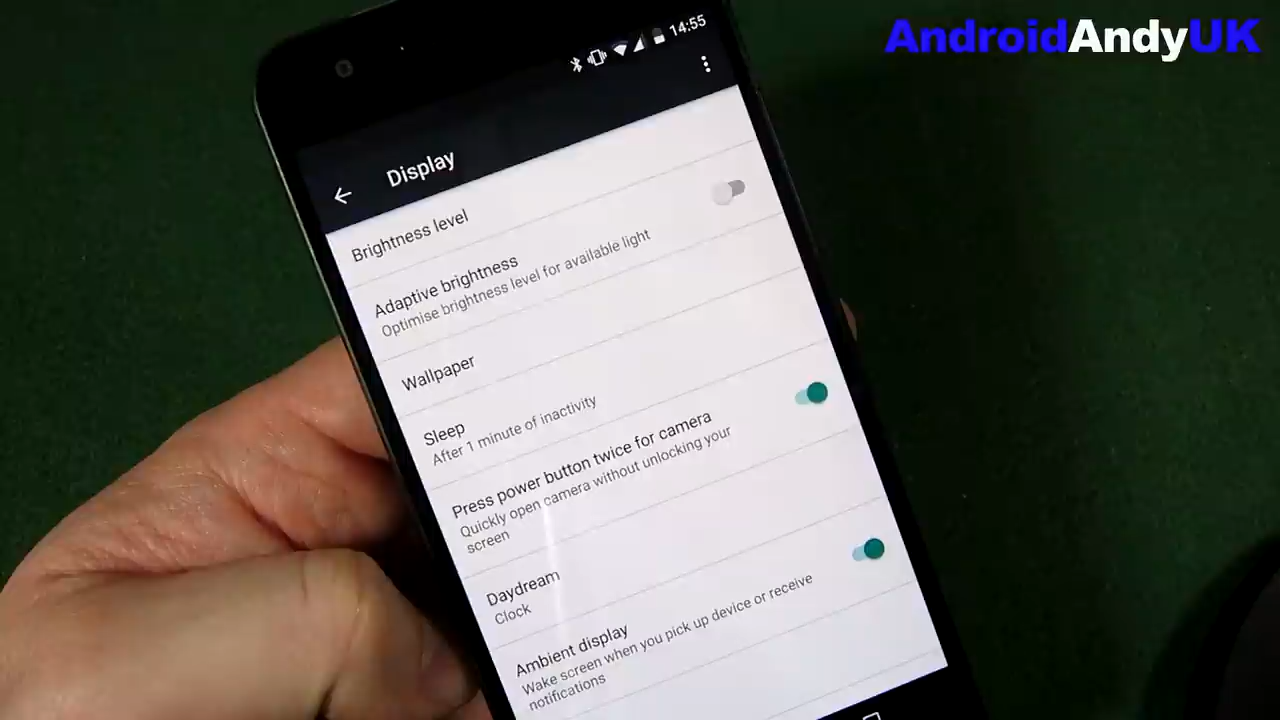 AndroidAndyUK
14:55
Display
Brightness level
Adaptive brightness
Optimise brightness level for available light
Wallpaper
Sleep
After 1 minute of inactivity
Press power button twice for camera
Quickly open camera without unlocking your
screen
Daydream
Clock
Ambient display
Wake screen when you pick up device or receive
notifications